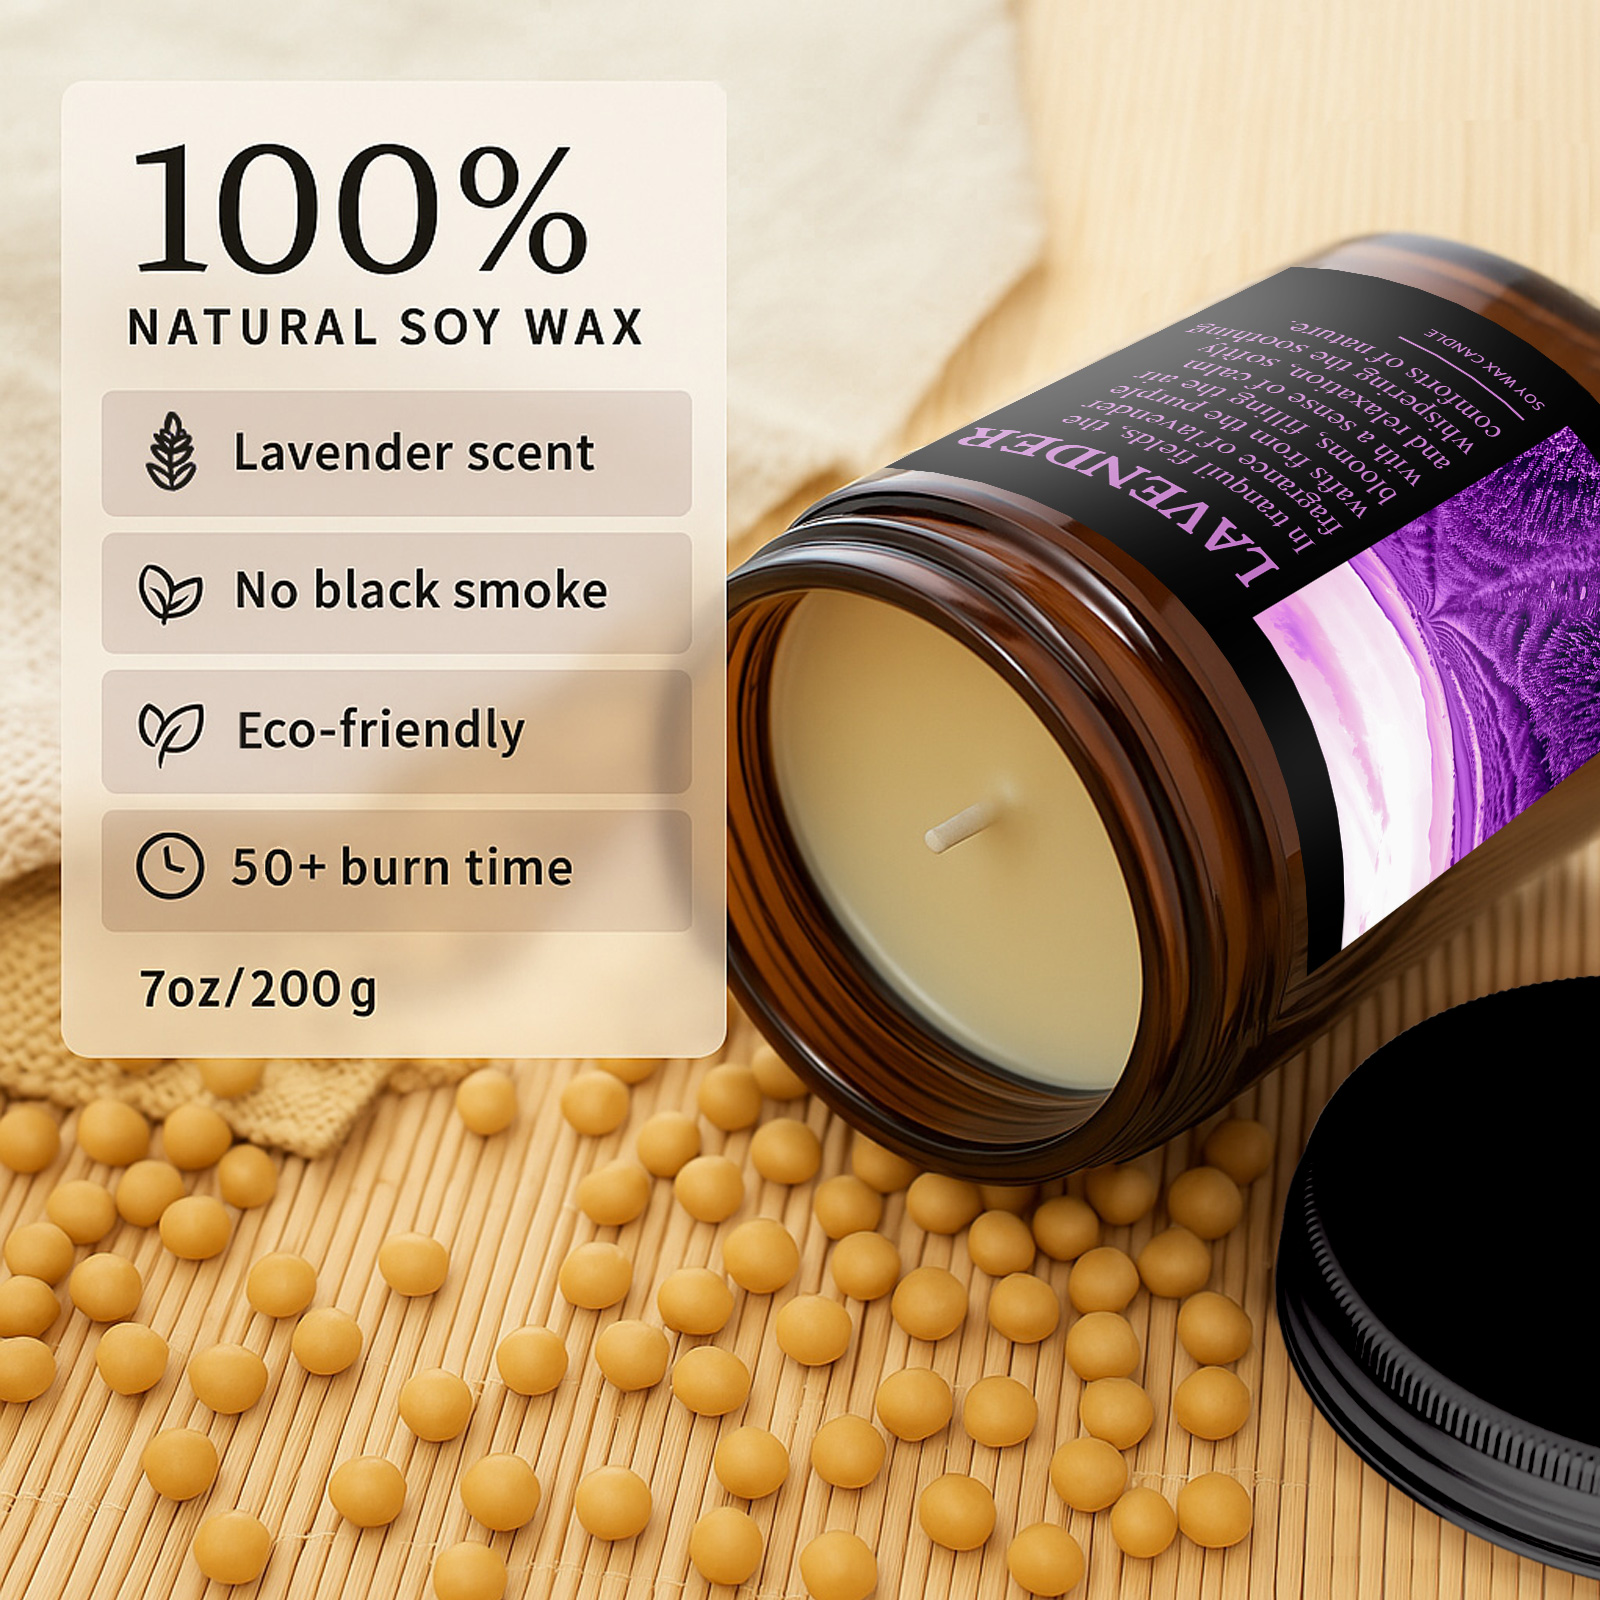 100%
NATURAL SOY WAX
Lavender scent
No black smoke
Eco-friendly
50+ burn time
7oz/200g
LAVENDER
In tranquil fields, the
fragrance of lavender
wafts from the purple
blooms, filling the air
with a sense of calm
and relaxation, softly
whispering the soothing
comforts of nature.
SOY WAX CANDLE